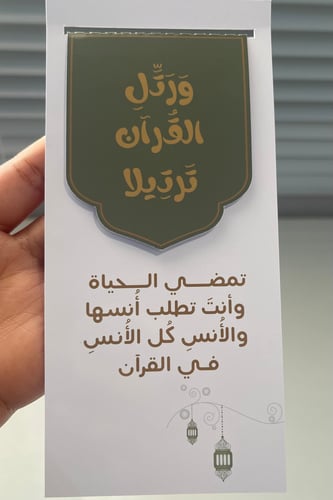 وَرَتِّلِ
القُرآن
تَرتِيلا
تمضي الحياة
وأنتَ تطلب أُنسها
والأُنسِ كُل الأُنسِ
في القرآن